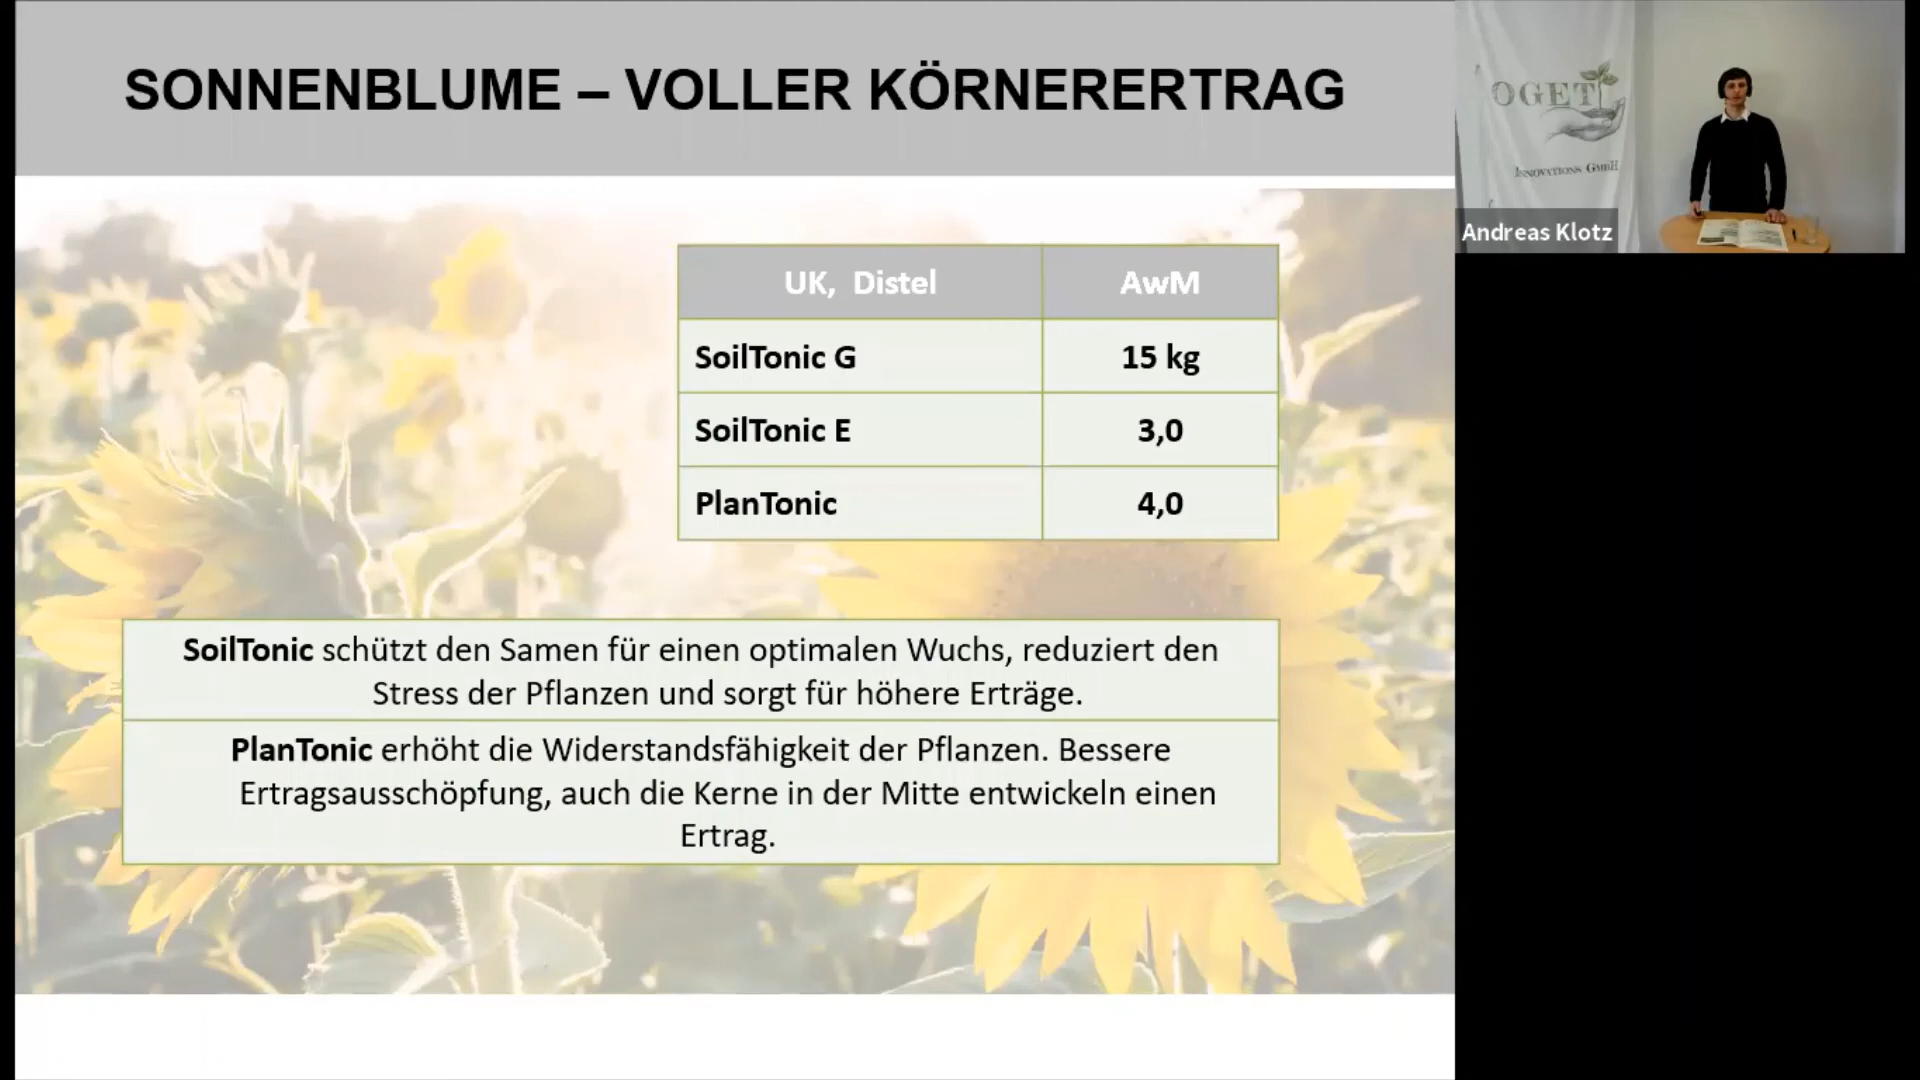 SONNENBLUME – VOLLER KÖRNERERTRAG
UK, Distel AwM
SoilTonic G 15 kg
SoilTonic E 3,0
PlanTonic 4,0
SoilTonic schützt den Samen für einen optimalen Wuchs, reduziert den
Stress der Pflanzen und sorgt für höhere Erträge.
PlanTonic erhöht die Widerstandsfähigkeit der Pflanzen. Bessere
Ertragsausschöpfung, auch die Kerne in der Mitte entwickeln einen
Ertrag.
OGET
INNOVATIONS GMBH
Andreas Klotz